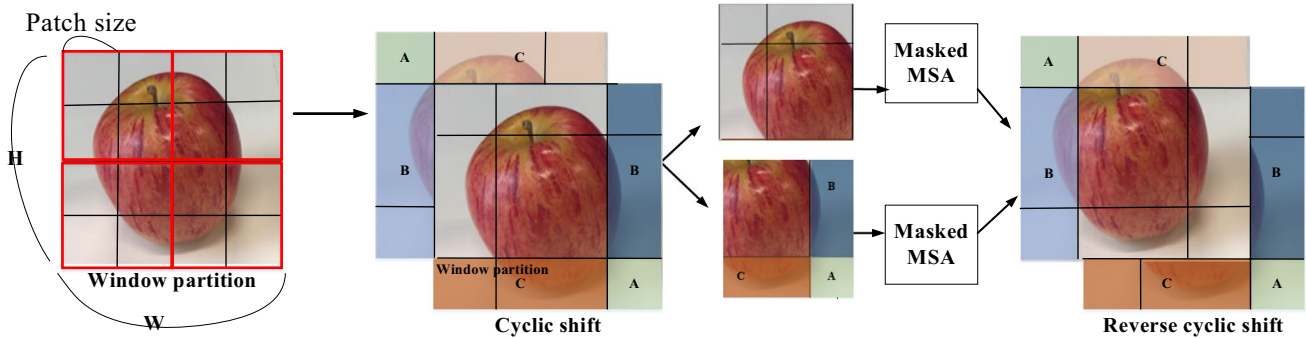 Patch size
H
Window partition
W
A
C
B
B
Window partition
C
A
Cyclic shift
B
C
A
Masked
MSA
Masked
MSA
A
C
B
B
C
A
Reverse cyclic shift